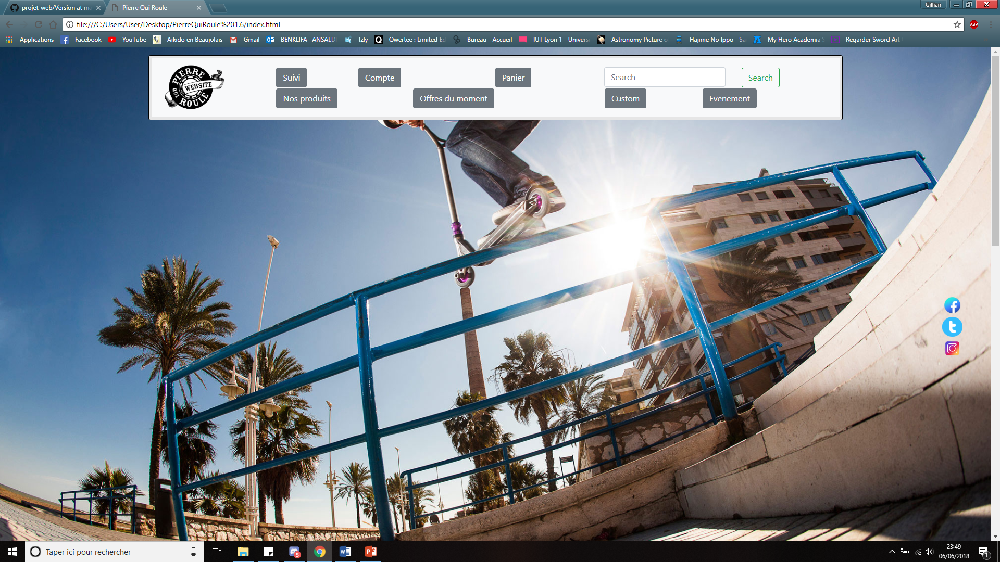 projet-web/Version at ma
Pierre Qui Roule
Gillian
file:///C:/Users/User/Desktop/PierreQuiRoule%201.6/index.html
ABP
Applications
Facebook
YouTube
Aikido en Beaujolais
Gmail
BENKLIFA--ANSALDI
Izly
Qwertee : Limited Ed
Bureau - Accueil
IUT Lyon 1 - Univers
Astronomy Picture o
Hajime No Ippo - Sa
My Hero Academia S
Regarder Sword Art
PIERRE
WEBSITE
QUI
ROULE
Suivi
Compte
Panier
Search
Search
Nos produits
Offres du moment
Custom
Evenement
Taper ici pour rechercher
5
23:49
06/06/2018
1